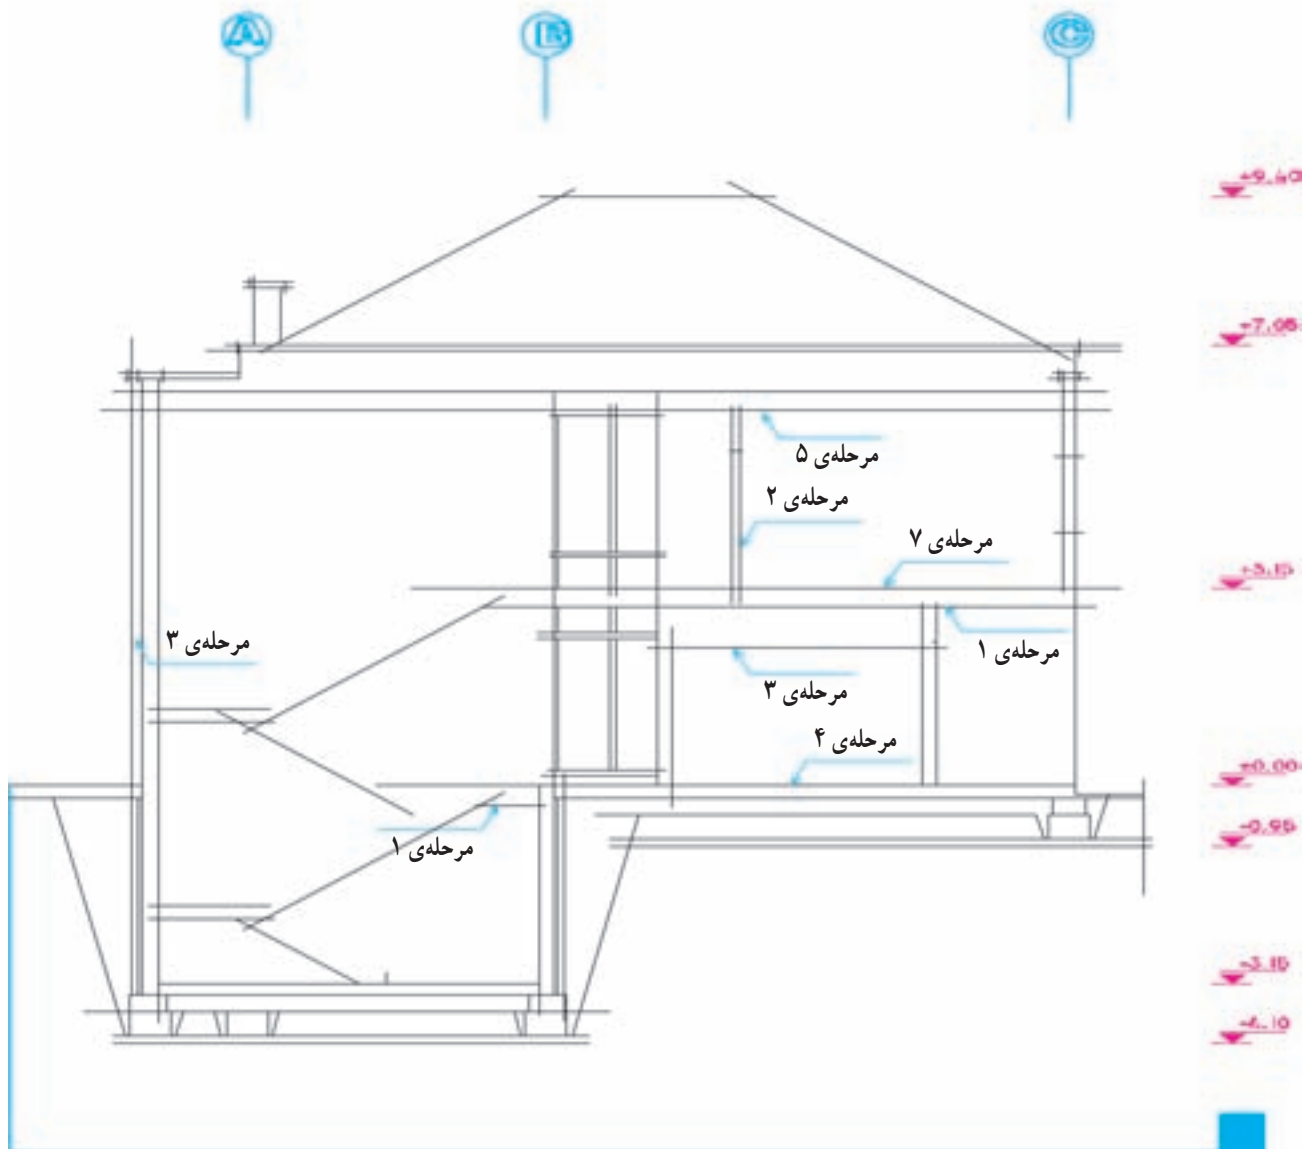 A B C
+9.40
+7.05
مرحله‌ی ۵
مرحله‌ی ۲
مرحله‌ی ۷
+3.15
مرحله‌ی ۳
مرحله‌ی ۱
مرحله‌ی ۳
مرحله‌ی ۴
±0.00
-0.95
مرحله‌ی ۱
-3.15
-4.10